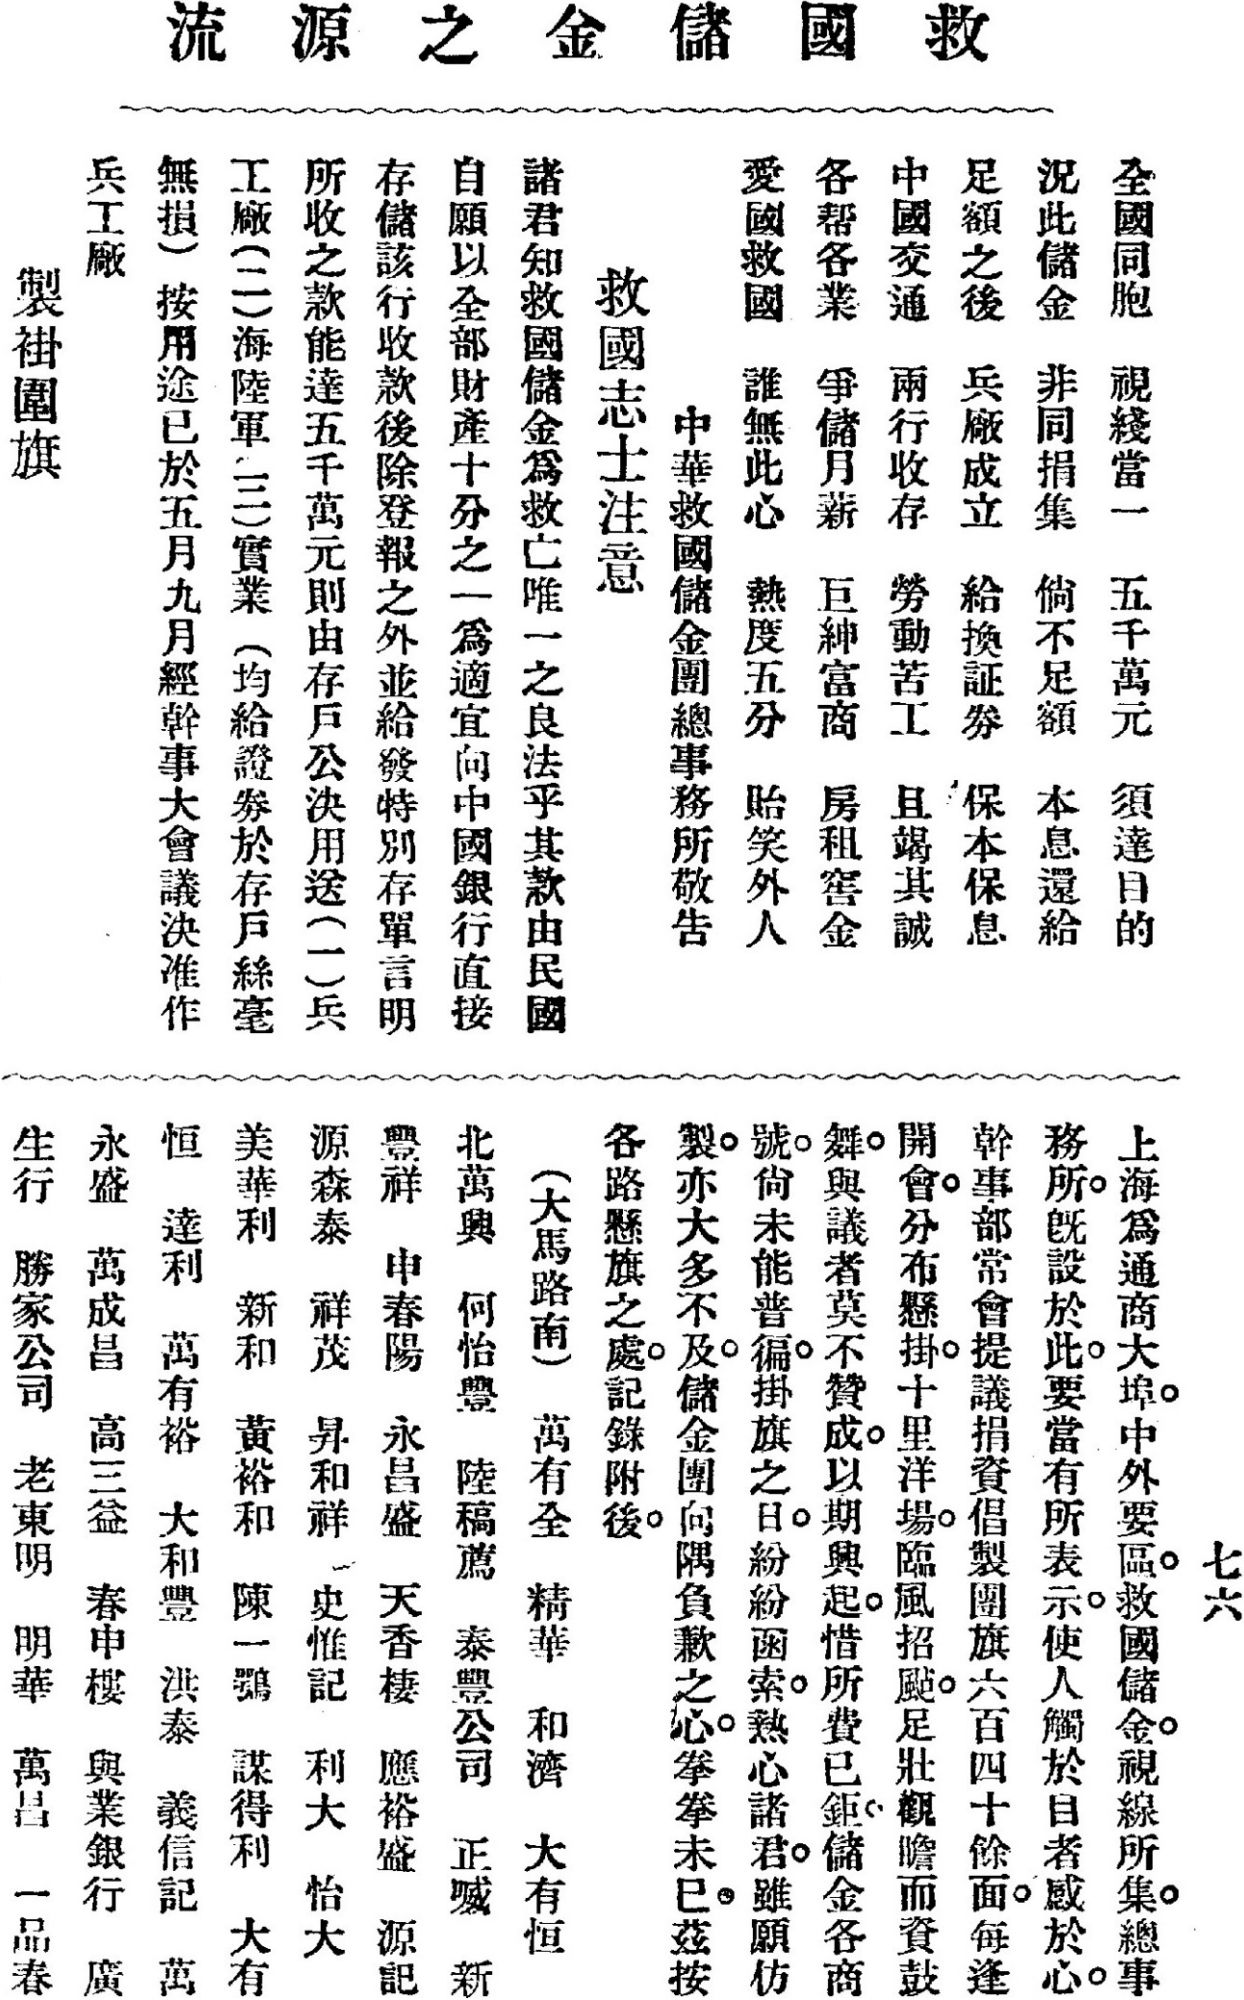 救國儲金之源流
全國同胞　視綫當一　五千萬元　須達目的
況此儲金　非同捐集　倘不足額　本息還給
足額之後　兵廠成立　給換証劵　保本保息
中國交通　兩行收存　勞動苦工　且竭其誠
各帮各業　爭儲月薪　巨紳富商　房租窖金
愛國救國　誰無此心　熱度五分　貽笑外人
中華救國儲金團總事務所敬告
救國志士注意
諸君知救國儲金爲救亡唯一之良法乎其款由民國
自願以全部財產十分之一爲適宜向中國銀行直接
存儲該行收款後除登報之外並給發特別存單言明
所收之款能達五千萬元則由存戶公決用送（一）兵
工廠（二）海陸軍（三）實業（均給證劵於存戶絲毫
無損）按用途已於五月九月經幹事大會議決准作
兵工廠
製褂圍旗
七六
上海爲通商大埠。中外要區。救國儲金。視線所集。總事
務所。旣設於此。要當有所表示。使人觸於目者感於心。
幹事部常會提議捐資倡製團旗六百四十餘面。每逢
開會。分布懸掛。十里洋場。臨風招颭。足壯觀瞻而資鼓
舞。與議者莫不贊成。以期興起。惜所費已鉅。儲金各商
號。尙未能普徧。掛旗之日。紛紛函索。熱心諸君。雖願仿
製。亦大多不及。儲金團向隅負歉之心。拳拳未已。茲按
各路懸旗之處。記錄附後。
（大馬路南）　萬有全　精華　和濟　大有恒
北萬興　何怡豐　陸稿薦　泰豐公司　正喊　新
豐祥　申春陽　永昌盛　天香棲　應裕盛　源記
源森泰　祥茂　昇和祥　史惟記　利大　怡大
美華利　新和　黃裕和　陳一鶚　謀得利　大有
恒　達利　萬有裕　大和豐　洪泰　義信記　萬
永盛　萬成昌　高三益　春申樓　與業銀行　廣
生行　勝家公司　老東明　明華　萬昌　一品春